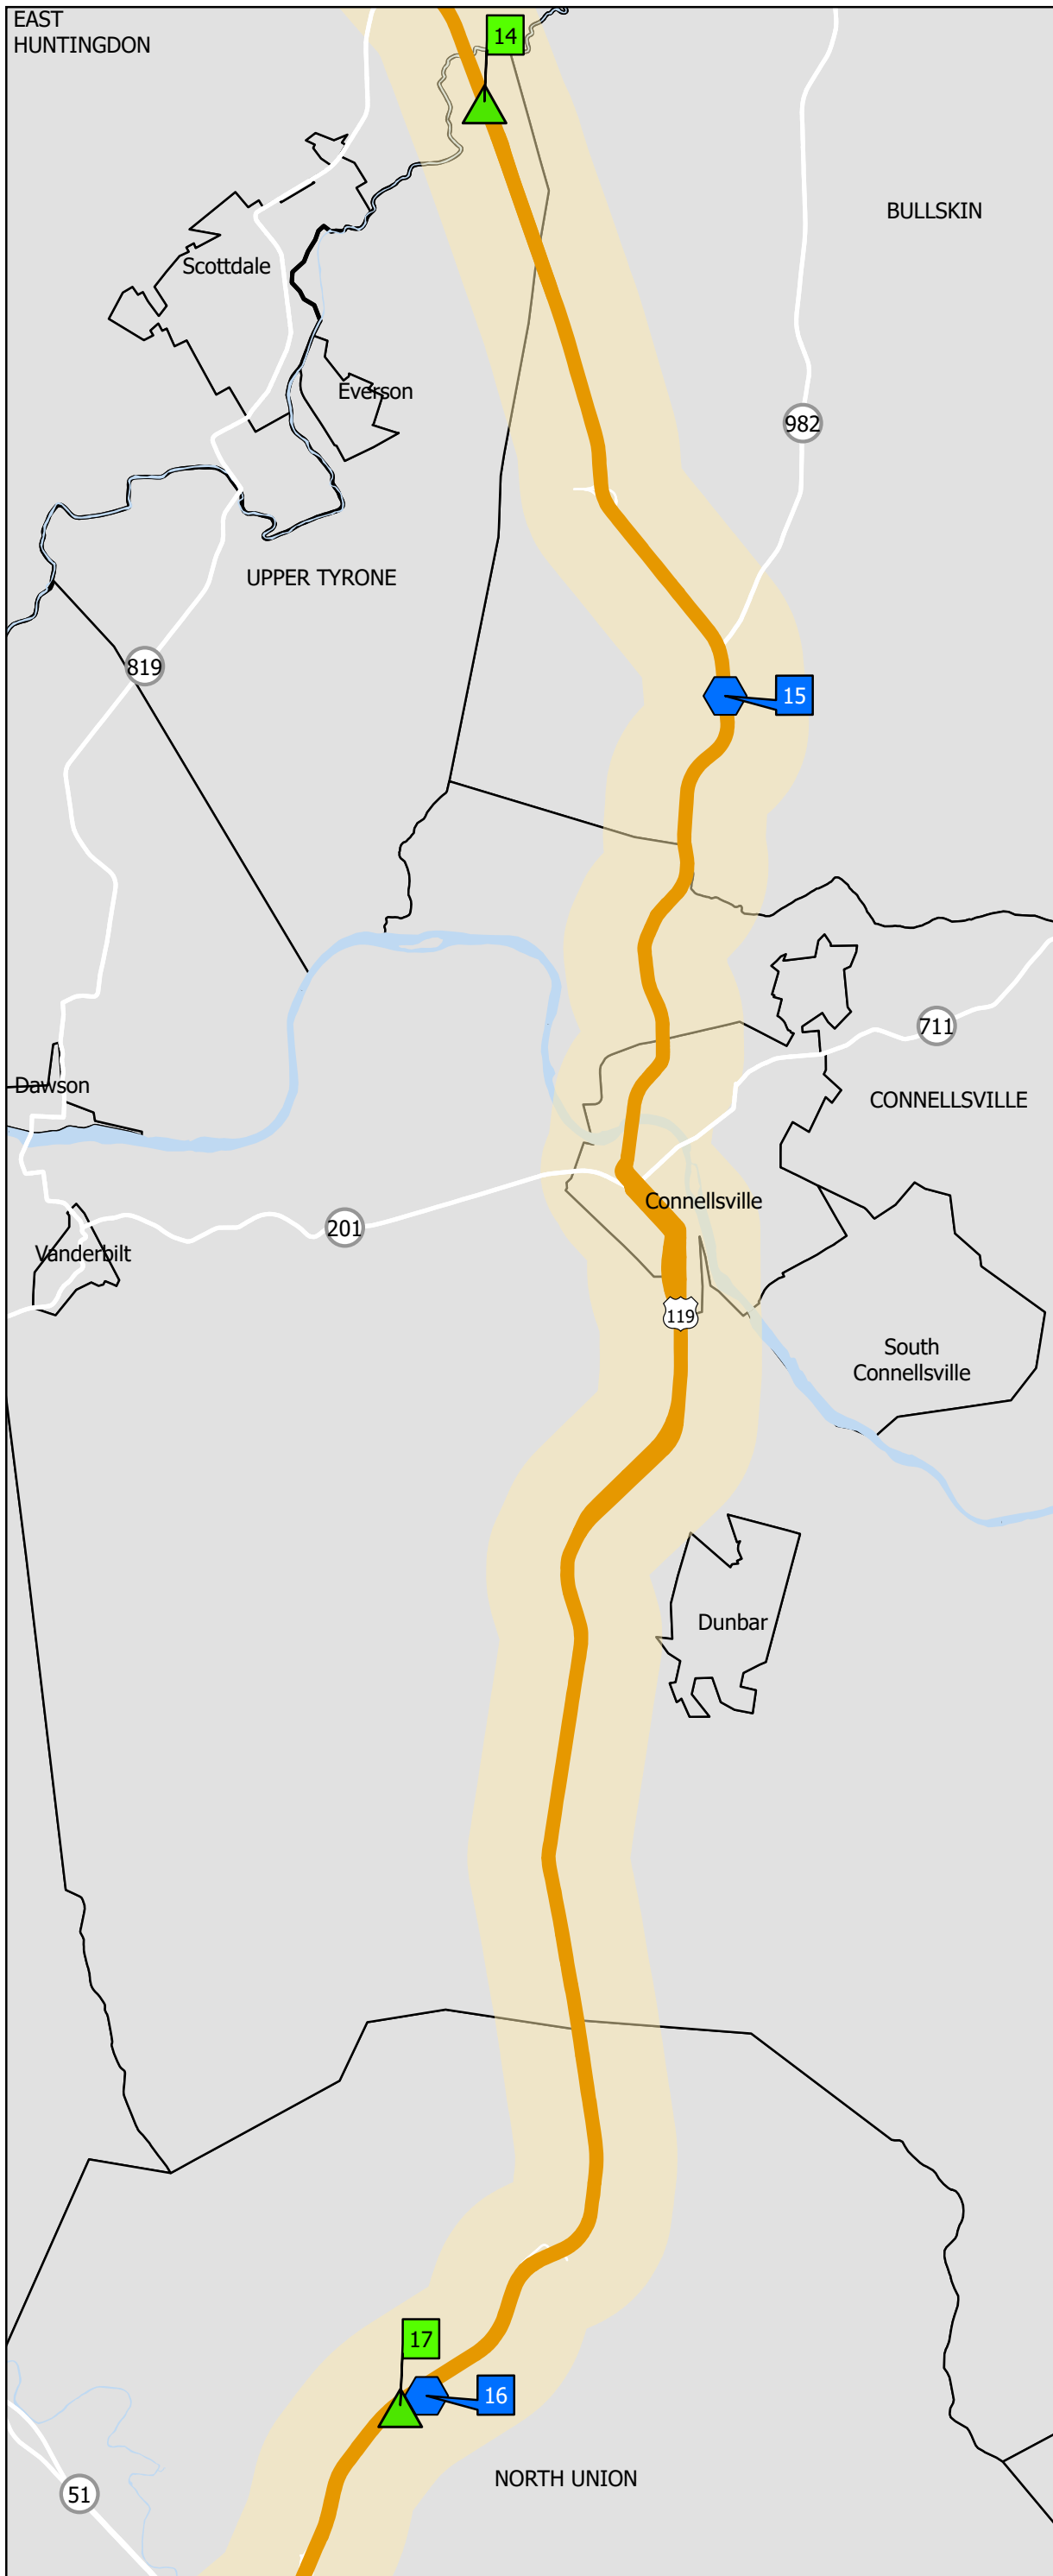 EAST
HUNTINGDON
14
BULLSKIN
Scottdale
Everson
982
UPPER TYRONE
819
15
711
Dawson
CONNELLSVILLE
Connellsville
201
Vanderbilt
119
South
Connellsville
Dunbar
17
16
NORTH UNION
51